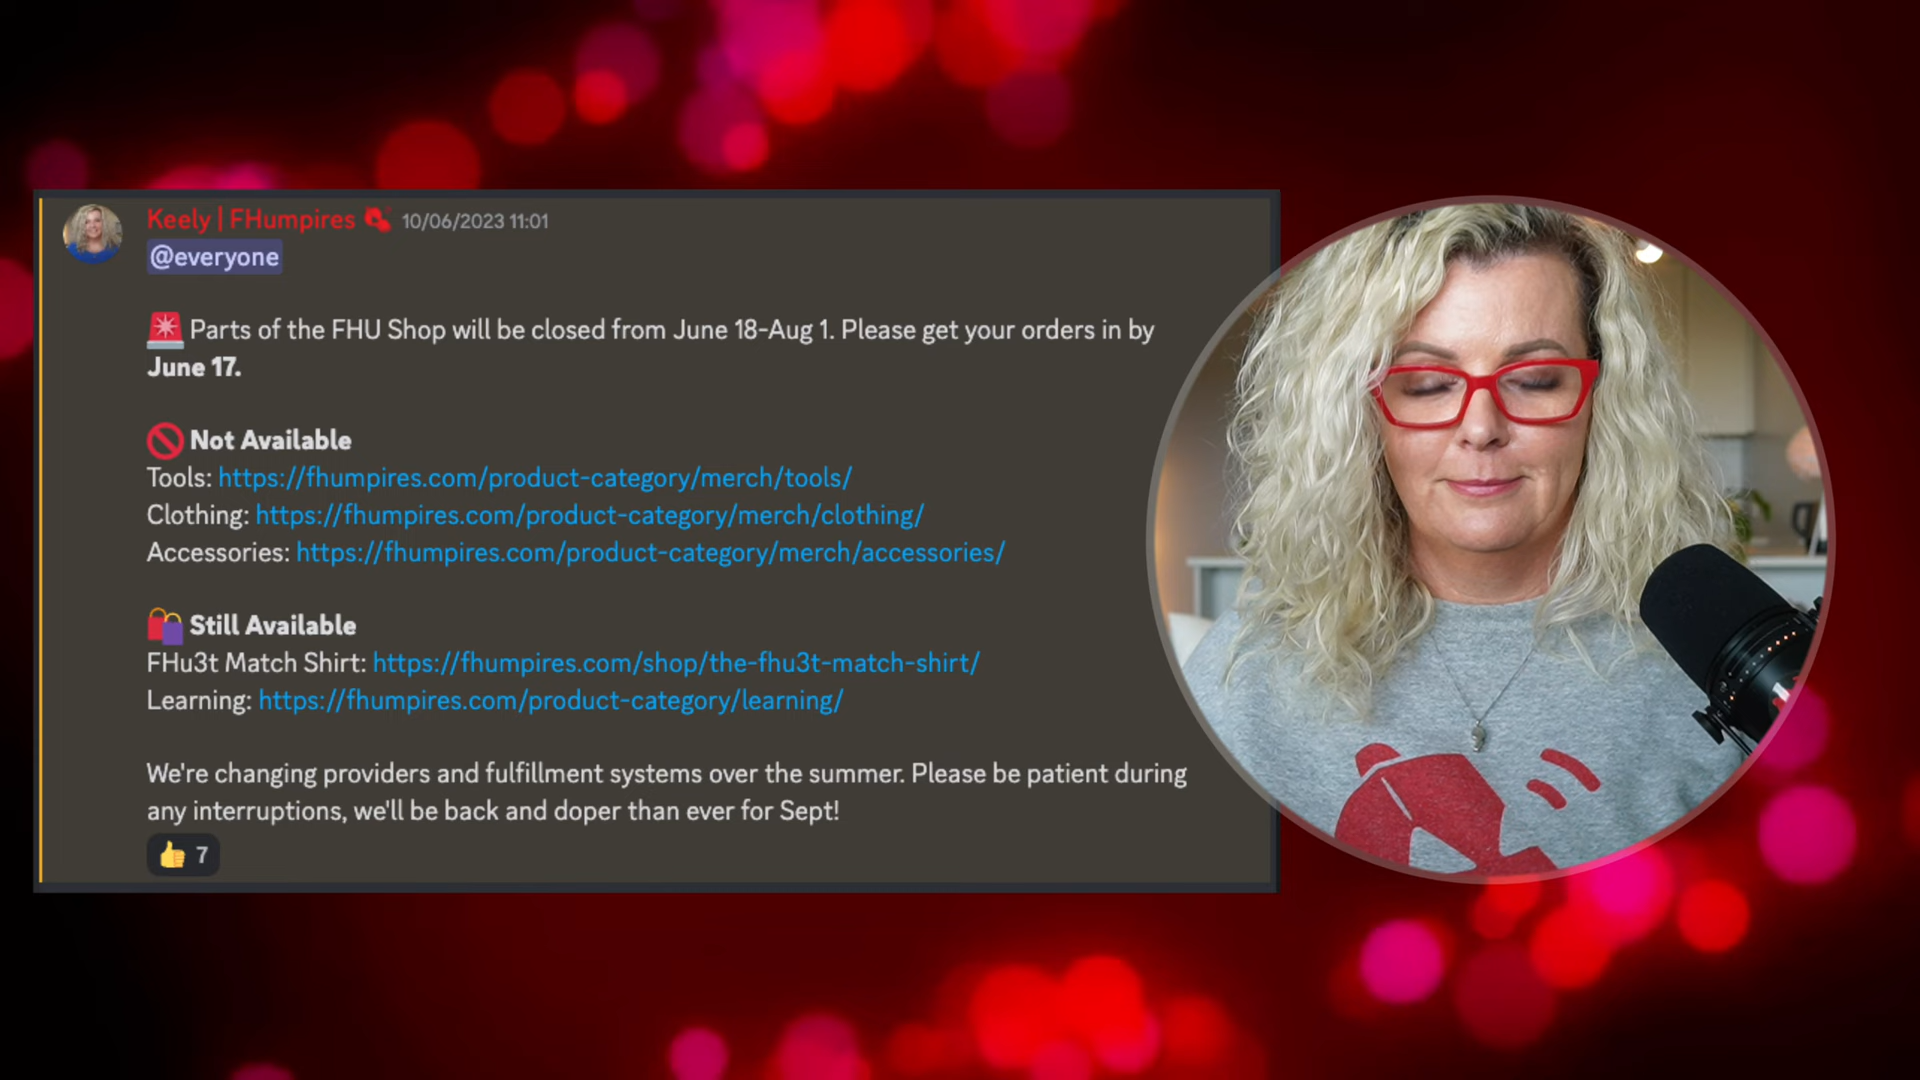 Keely | FHumpires 10/06/2023 11:01
@everyone
🚨 Parts of the FHU Shop will be closed from June 18-Aug 1. Please get your orders in by
June 17.
🚫 Not Available
Tools: https://fhumpires.com/product-category/merch/tools/
Clothing: https://fhumpires.com/product-category/merch/clothing/
Accessories: https://fhumpires.com/product-category/merch/accessories/
🛍️ Still Available
FHu3t Match Shirt: https://fhumpires.com/shop/the-fhu3t-match-shirt/
Learning: https://fhumpires.com/product-category/learning/
We're changing providers and fulfillment systems over the summer. Please be patient during
any interruptions, we'll be back and doper than ever for Sept!
👍 7